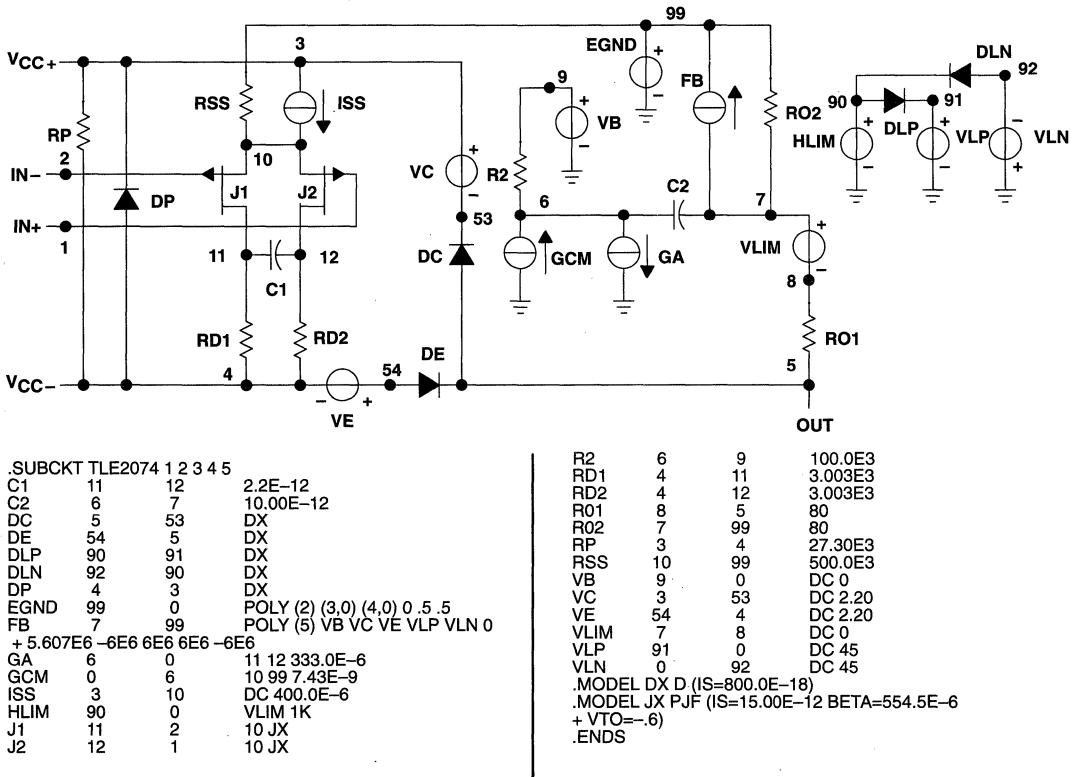 99
3
EGND
+
−
DLN
92
VCC+
RSS
ISS
9
+
VB
−
FB
RO2
90
91
+
HLIM
−
DLP
+
VLP
−
−
VLN
+
RP
2
10
IN−
J1
J2
DP
IN+
1
VC
+
−
R2
6
C2
7
53
DC
GCM
GA
VLIM
+
−
11
12
C1
8
RD1
RD2
RO1
DE
5
VCC−
4
54
−
+
VE
OUT
.SUBCKT TLE2074 1 2 3 4 5
C1 11 12 2.2E−12
C2 6 7 10.00E−12
DC 5 53 DX
DE 54 5 DX
DLP 90 91 DX
DLN 92 90 DX
DP 4 3 DX
EGND 99 0 POLY (2) (3,0) (4,0) 0 .5 .5
FB 7 99 POLY (5) VB VC VE VLP VLN 0
+ 5.607E6 −6E6 6E6 6E6 −6E6
GA 6 0 11 12 333.0E−6
GCM 0 6 10 99 7.43E−9
ISS 3 10 DC 400.0E−6
HLIM 90 0 VLIM 1K
J1 11 2 10 JX
J2 12 1 10 JX
R2 6 9 100.0E3
RD1 4 11 3.003E3
RD2 4 12 3.003E3
R01 8 5 80
R02 7 99 80
RP 3 4 27.30E3
RSS 10 99 500.0E3
VB 9 0 DC 0
VC 3 53 DC 2.20
VE 54 4 DC 2.20
VLIM 7 8 DC 0
VLP 91 0 DC 45
VLN 0 92 DC 45
.MODEL DX D (IS=800.0E−18)
.MODEL JX PJF (IS=15.00E−12 BETA=554.5E−6
+ VTO=−.6)
.ENDS